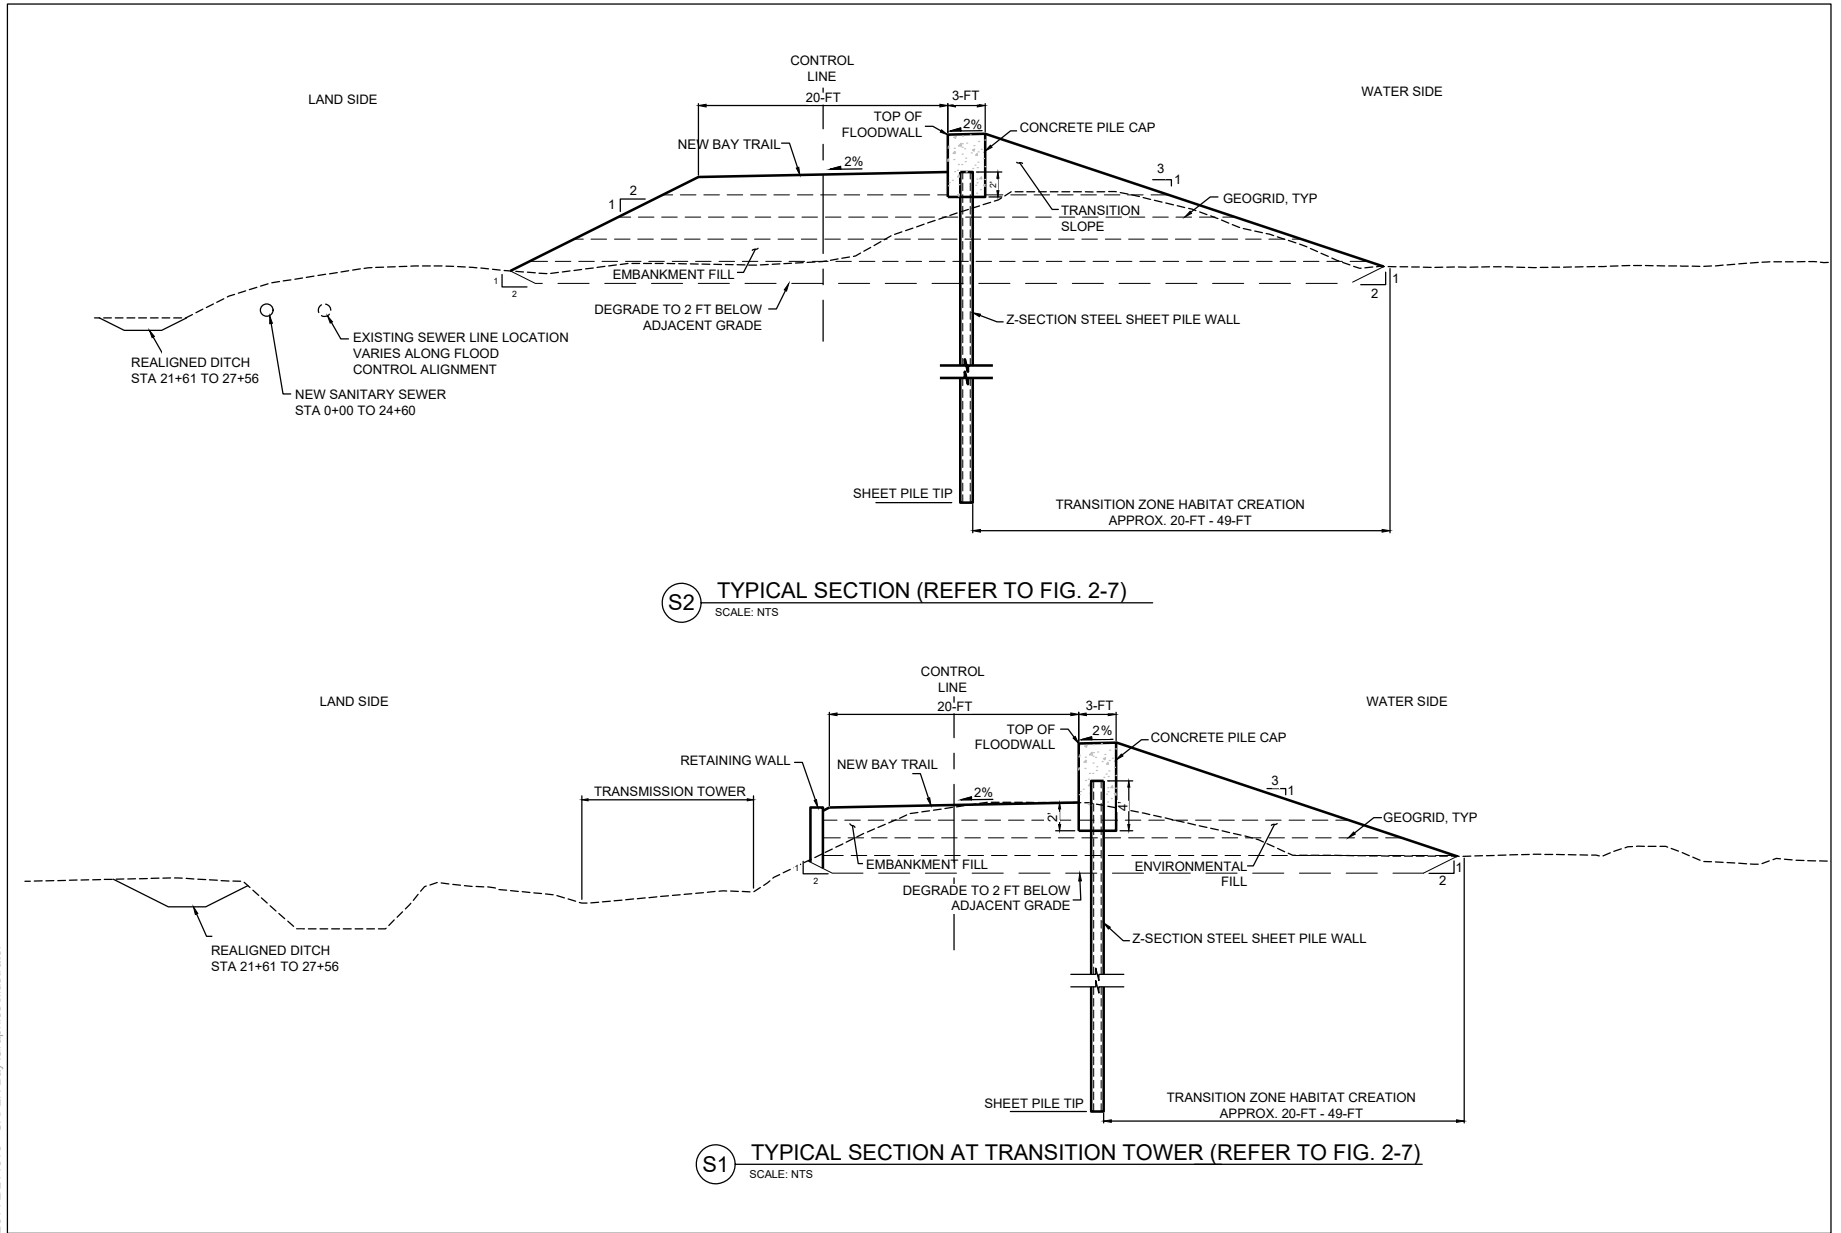 CONTROL
LINE
LAND SIDE
WATER SIDE
20-FT
3-FT
TOP OF
FLOODWALL
2%
CONCRETE PILE CAP
NEW BAY TRAIL
2%
3
1
2
1
2'
GEOGRID, TYP
TRANSITION
SLOPE
EMBANKMENT FILL
1
2
1
2
DEGRADE TO 2 FT BELOW
ADJACENT GRADE
Z-SECTION STEEL SHEET PILE WALL
EXISTING SEWER LINE LOCATION
VARIES ALONG FLOOD
CONTROL ALIGNMENT
REALIGNED DITCH
STA 21+61 TO 27+56
NEW SANITARY SEWER
STA 0+00 TO 24+60
SHEET PILE TIP
TRANSITION ZONE HABITAT CREATION
APPROX. 20-FT - 49-FT
S2
TYPICAL SECTION (REFER TO FIG. 2-7)
SCALE: NTS
CONTROL
LINE
LAND SIDE
WATER SIDE
20-FT
3-FT
TOP OF
FLOODWALL
2%
CONCRETE PILE CAP
RETAINING WALL
NEW BAY TRAIL
TRANSMISSION TOWER
2%
3
1
2'
4'
GEOGRID, TYP
EMBANKMENT FILL
ENVIRONMENTAL
FILL
1
2
1
2
DEGRADE TO 2 FT BELOW
ADJACENT GRADE
Z-SECTION STEEL SHEET PILE WALL
REALIGNED DITCH
STA 21+61 TO 27+56
SHEET PILE TIP
TRANSITION ZONE HABITAT CREATION
APPROX. 20-FT - 49-FT
S1
TYPICAL SECTION AT TRANSITION TOWER (REFER TO FIG. 2-7)
SCALE: NTS